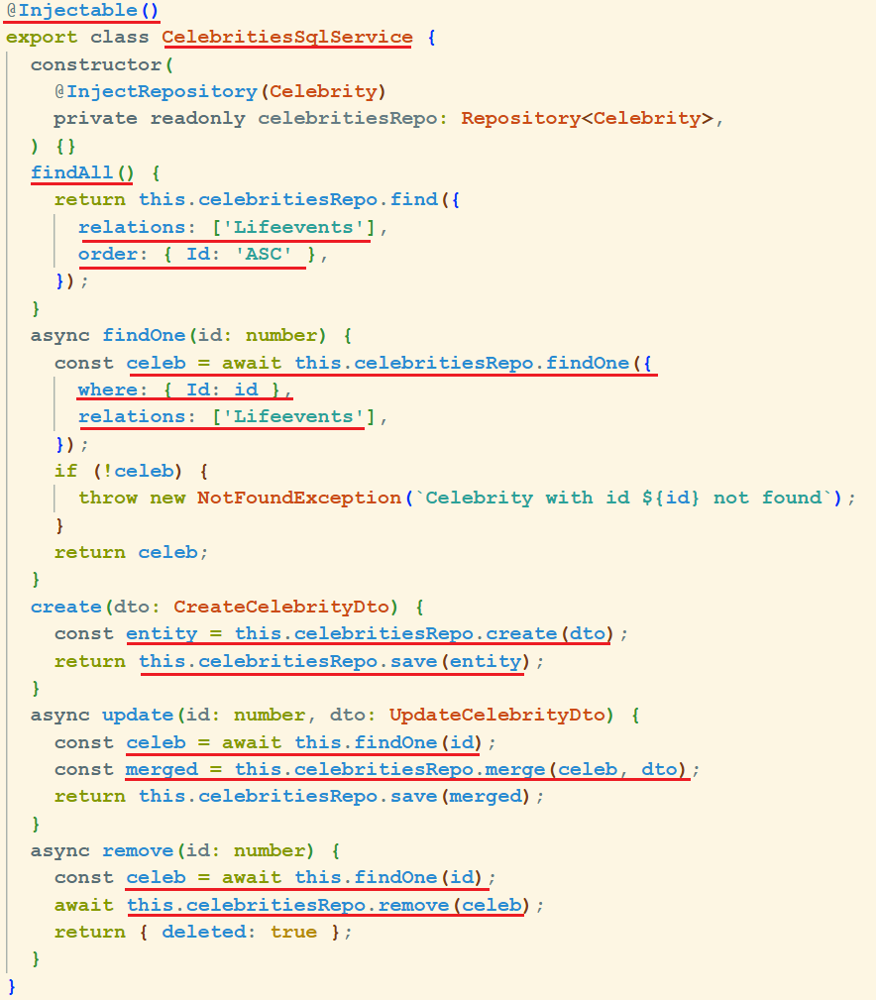 @Injectable()
export class CelebritiesSqlService {
  constructor(
    @InjectRepository(Celebrity)
    private readonly celebritiesRepo: Repository<Celebrity>,
  ) {}
  findAll() {
    return this.celebritiesRepo.find({
      relations: ['Lifeevents'],
      order: { Id: 'ASC' },
    });
  }
  async findOne(id: number) {
    const celeb = await this.celebritiesRepo.findOne({
      where: { Id: id },
      relations: ['Lifeevents'],
    });
    if (!celeb) {
      throw new NotFoundException(`Celebrity with id ${id} not found`);
    }
    return celeb;
  }
  create(dto: CreateCelebrityDto) {
    const entity = this.celebritiesRepo.create(dto);
    return this.celebritiesRepo.save(entity);
  }
  async update(id: number, dto: UpdateCelebrityDto) {
    const celeb = await this.findOne(id);
    const merged = this.celebritiesRepo.merge(celeb, dto);
    return this.celebritiesRepo.save(merged);
  }
  async remove(id: number) {
    const celeb = await this.findOne(id);
    await this.celebritiesRepo.remove(celeb);
    return { deleted: true };
  }
}